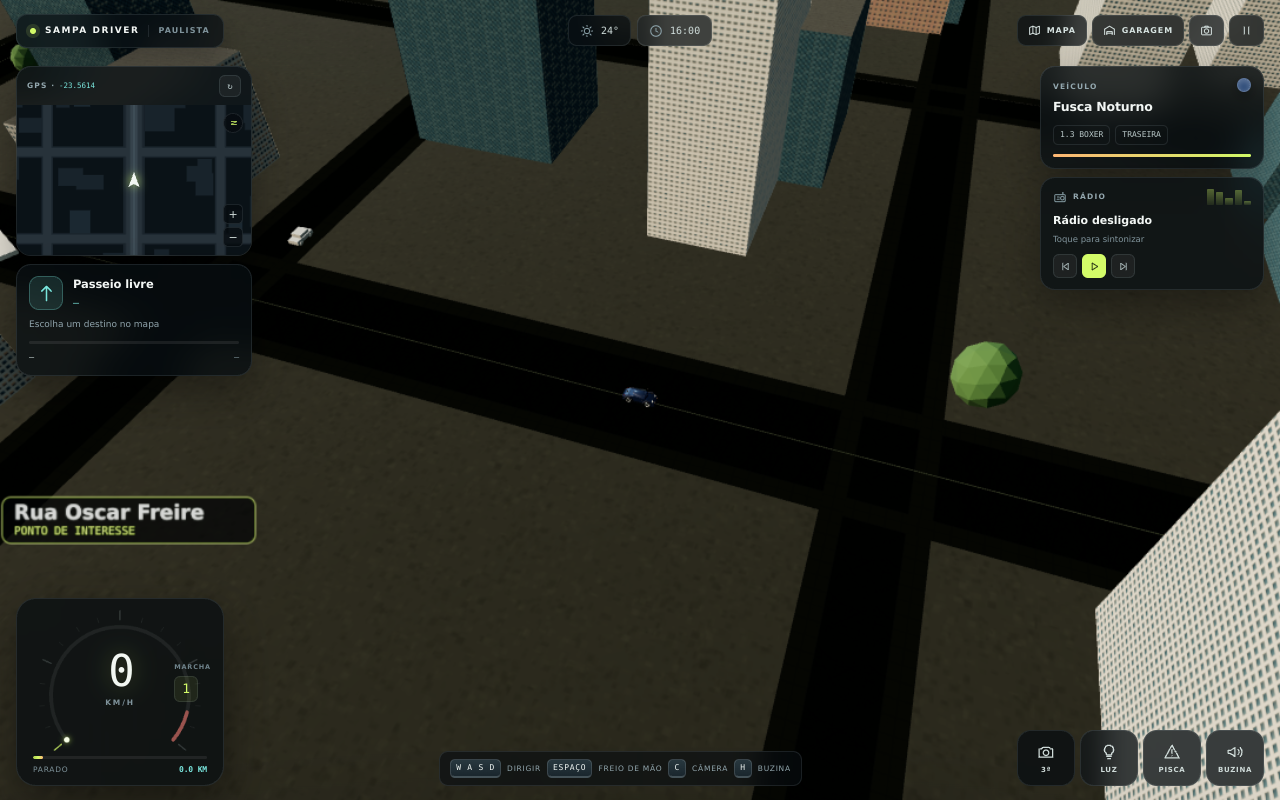 SAMPA DRIVER PAULISTA
24°
16:00
MAPA
GARAGEM
GPS · -23.5614
+
−
Passeio livre
—
Escolha um destino no mapa
— —
VEÍCULO
Fusca Noturno
1.3 BOXER TRASEIRA
RÁDIO
Rádio desligado
Toque para sintonizar
Rua Oscar Freire
PONTO DE INTERESSE
0
KM/H
MARCHA
1
PARADO 0.0 KM
W A S D DIRIGIR ESPAÇO FREIO DE MÃO C CÂMERA H BUZINA
3ª
LUZ
PISCA
BUZINA